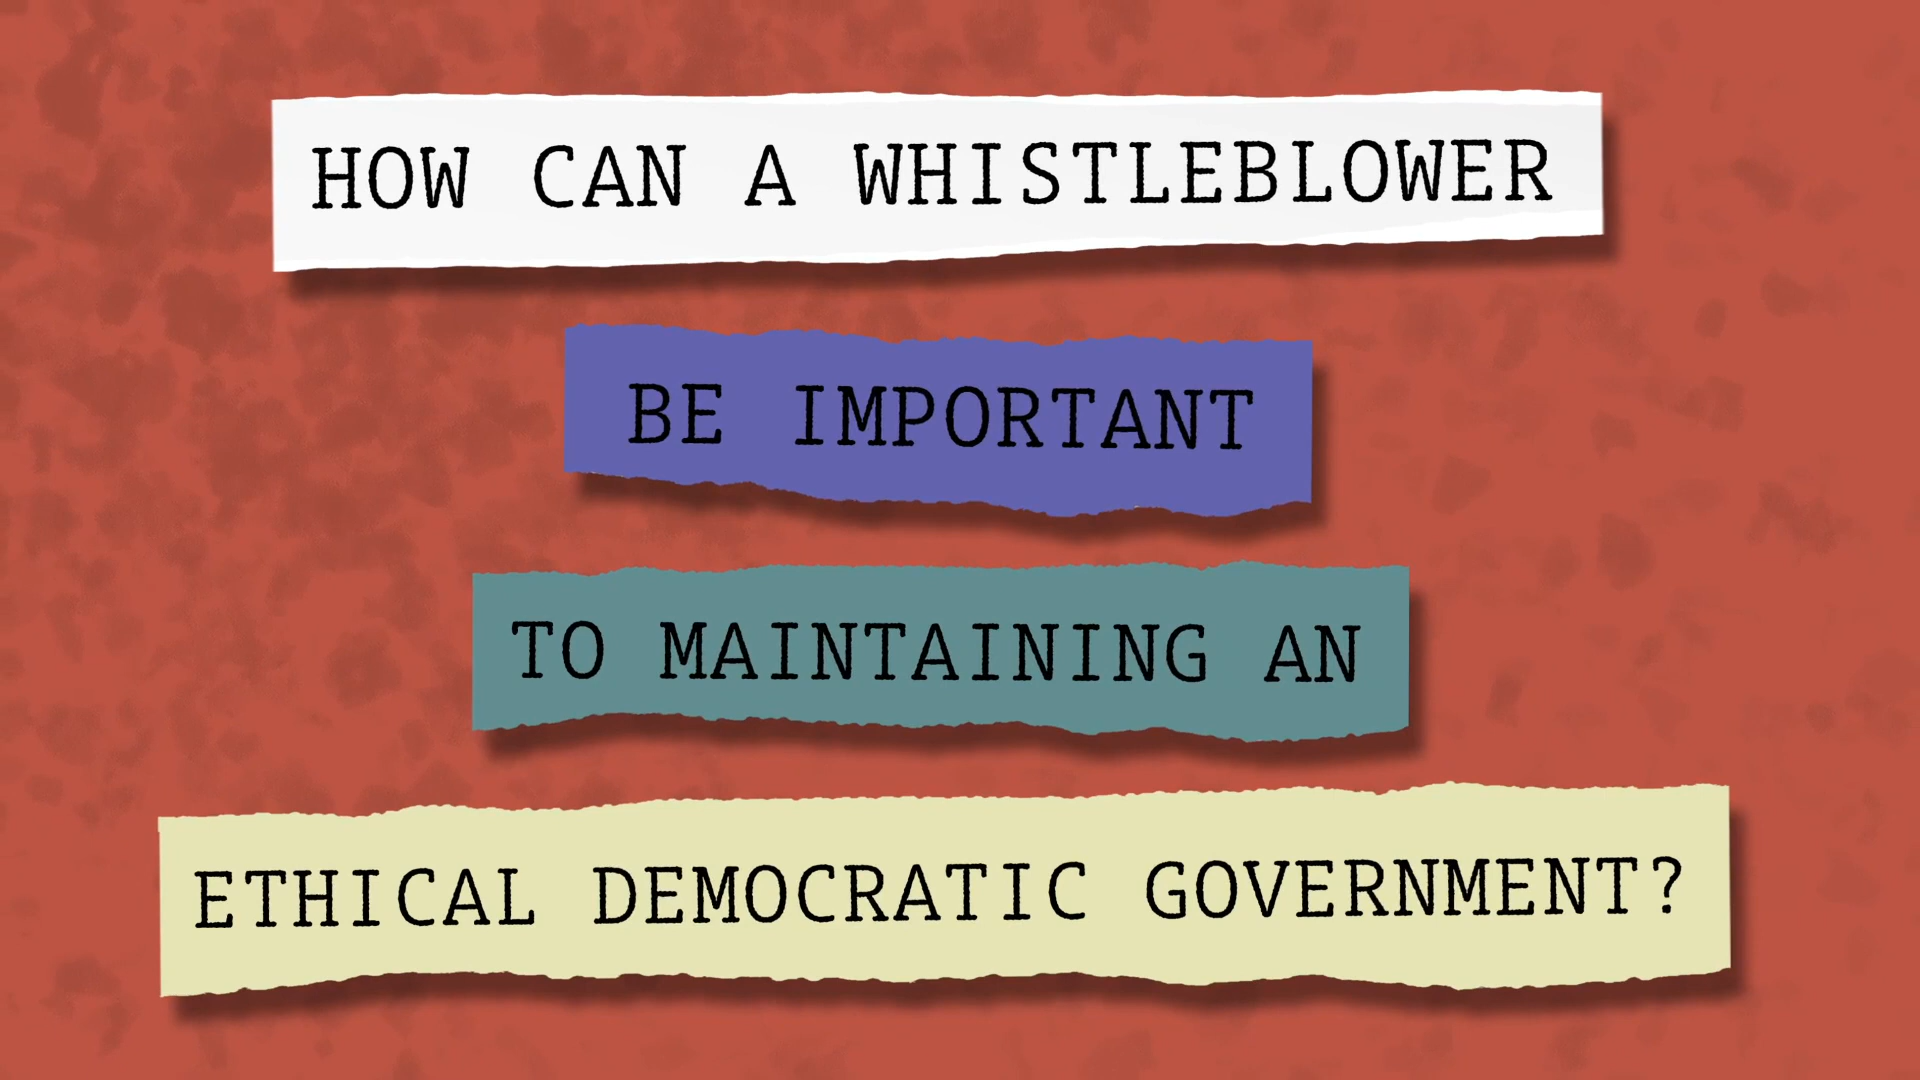 HOW CAN A WHISTLEBLOWER
BE IMPORTANT
TO MAINTAINING AN
ETHICAL DEMOCRATIC GOVERNMENT?